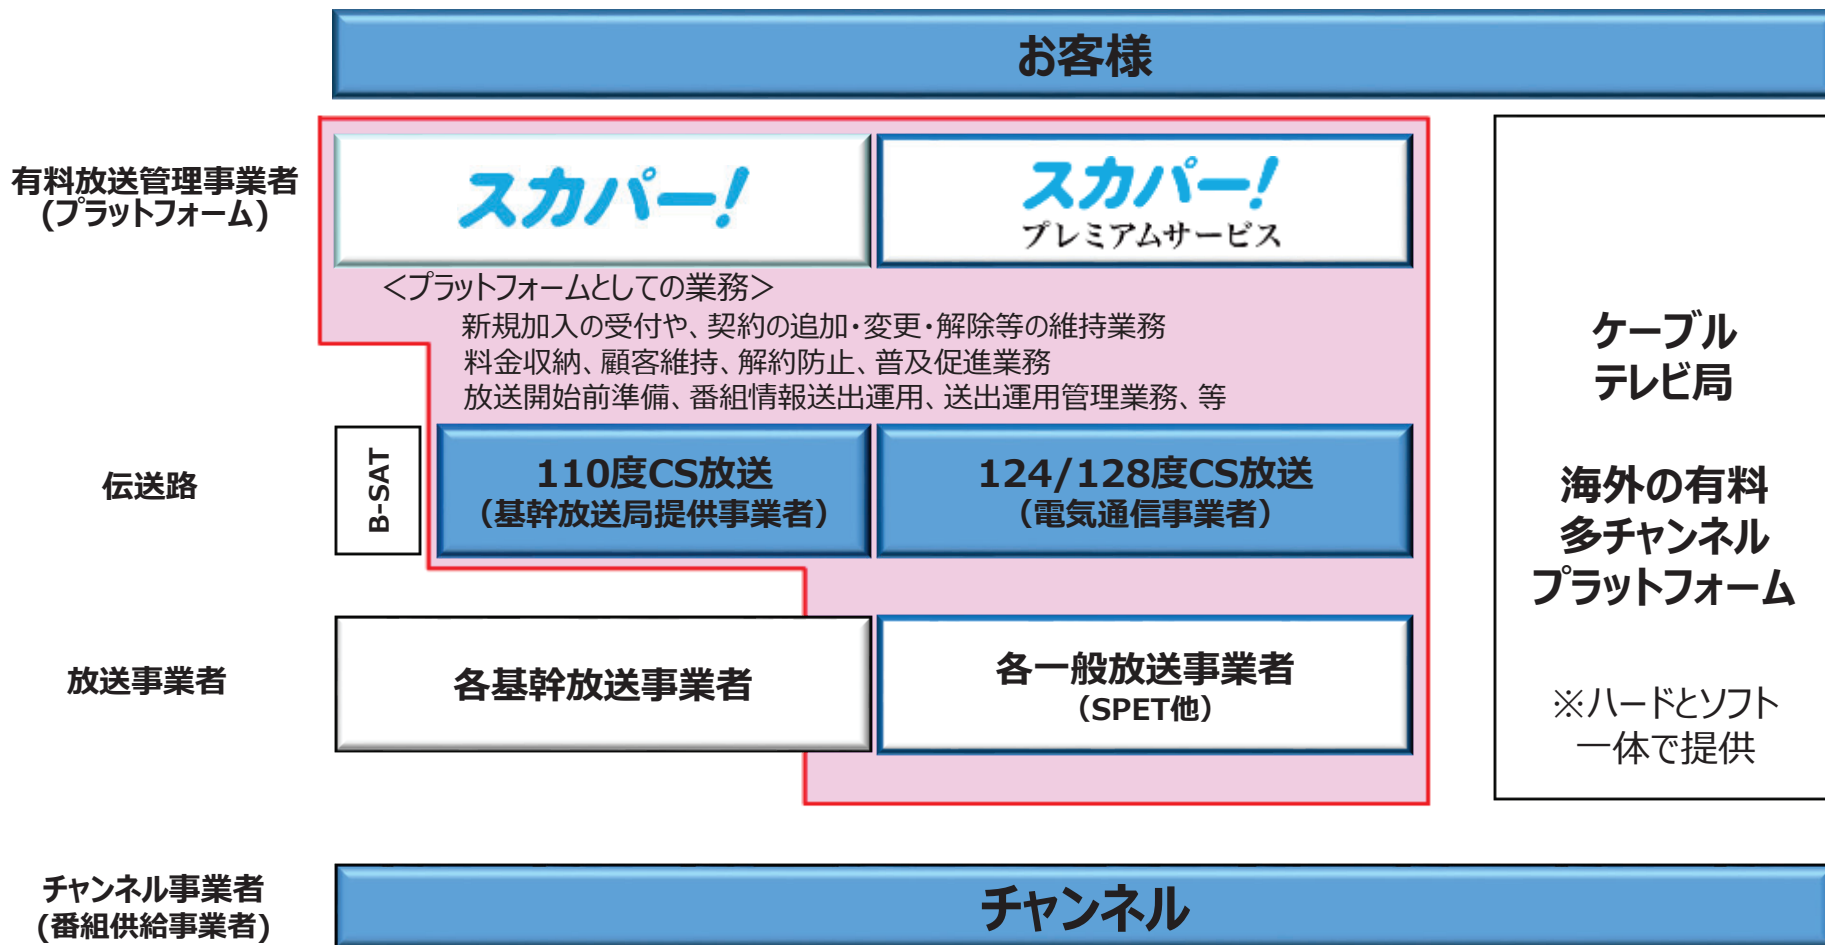 お客様
有料放送管理事業者
(プラットフォーム)
スカパー!
スカパー!
プレミアムサービス
<プラットフォームとしての業務>
新規加入の受付や、契約の追加・変更・解除等の維持業務
料金収納、顧客維持、解約防止、普及促進業務
放送開始前準備、番組情報送出運用、送出運用管理業務、等
伝送路
B-SAT
110度CS放送
(基幹放送局提供事業者)
124/128度CS放送
(電気通信事業者)
放送事業者
各基幹放送事業者
各一般放送事業者
(SPET他)
ケーブル
テレビ局
海外の有料
多チャンネル
プラットフォーム
※ハードとソフト
一体で提供
チャンネル事業者
(番組供給事業者)
チャンネル